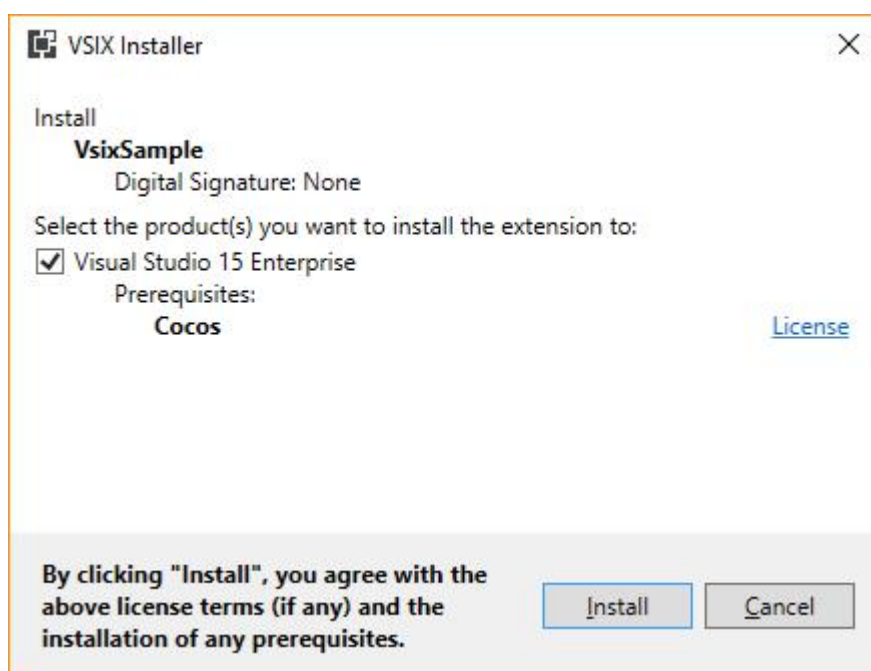 VSIX Installer
Install
VsixSample
Digital Signature: None
Select the product(s) you want to install the extension to:
Visual Studio 15 Enterprise
Prerequisites:
Cocos
License
By clicking "Install", you agree with the
above license terms (if any) and the
installation of any prerequisites.
Install
Cancel